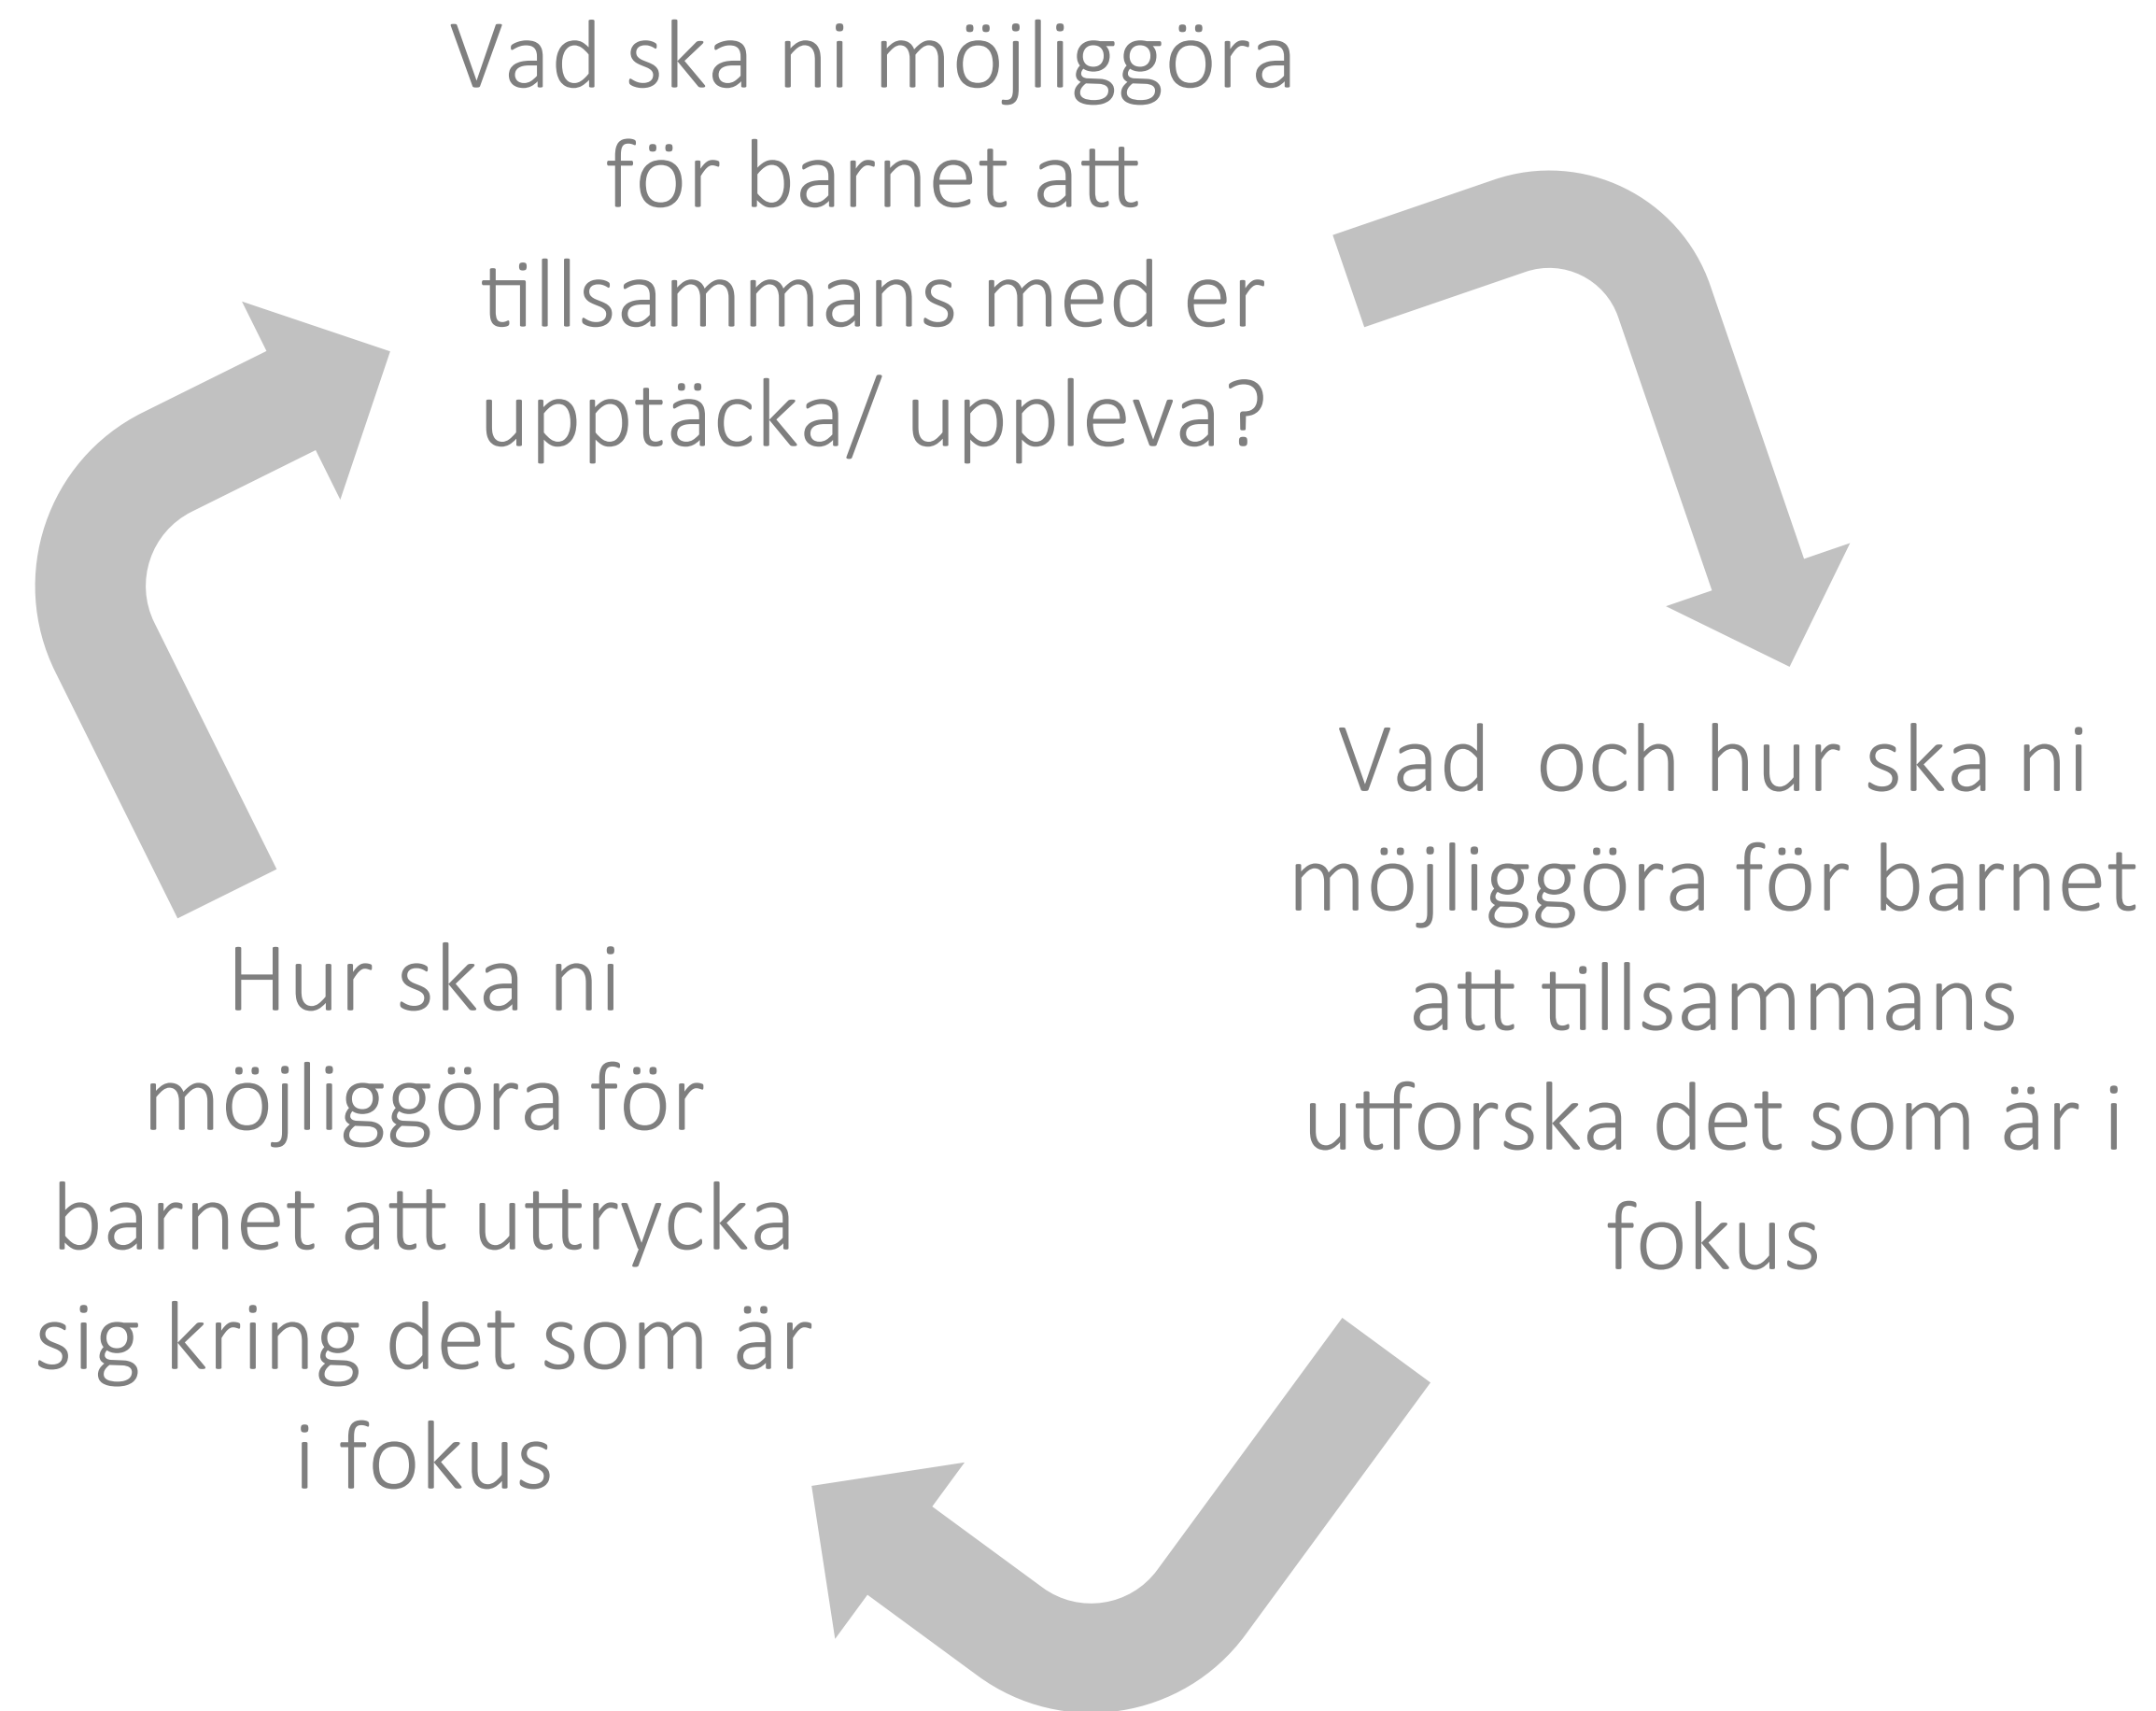 Vad ska ni möjliggöra
för barnet att
tillsammans med er
upptäcka/ uppleva?
Vad  och hur ska ni
möjliggöra för barnet
att tillsammans
utforska det som är i
fokus
Hur ska ni
möjliggöra för
barnet att uttrycka
sig kring det som är
i fokus